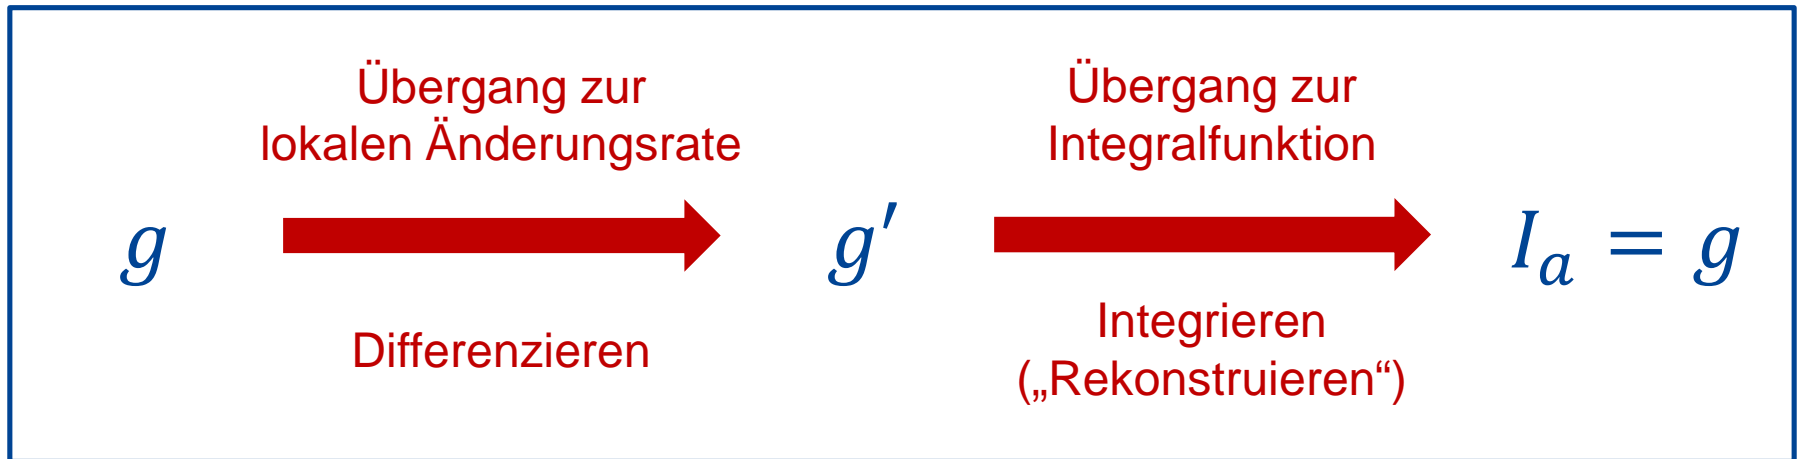 Übergang zur
lokalen Änderungsrate
Übergang zur
Integralfunktion
g
g′
I_a = g
Differenzieren
Integrieren
(„Rekonstruieren“)